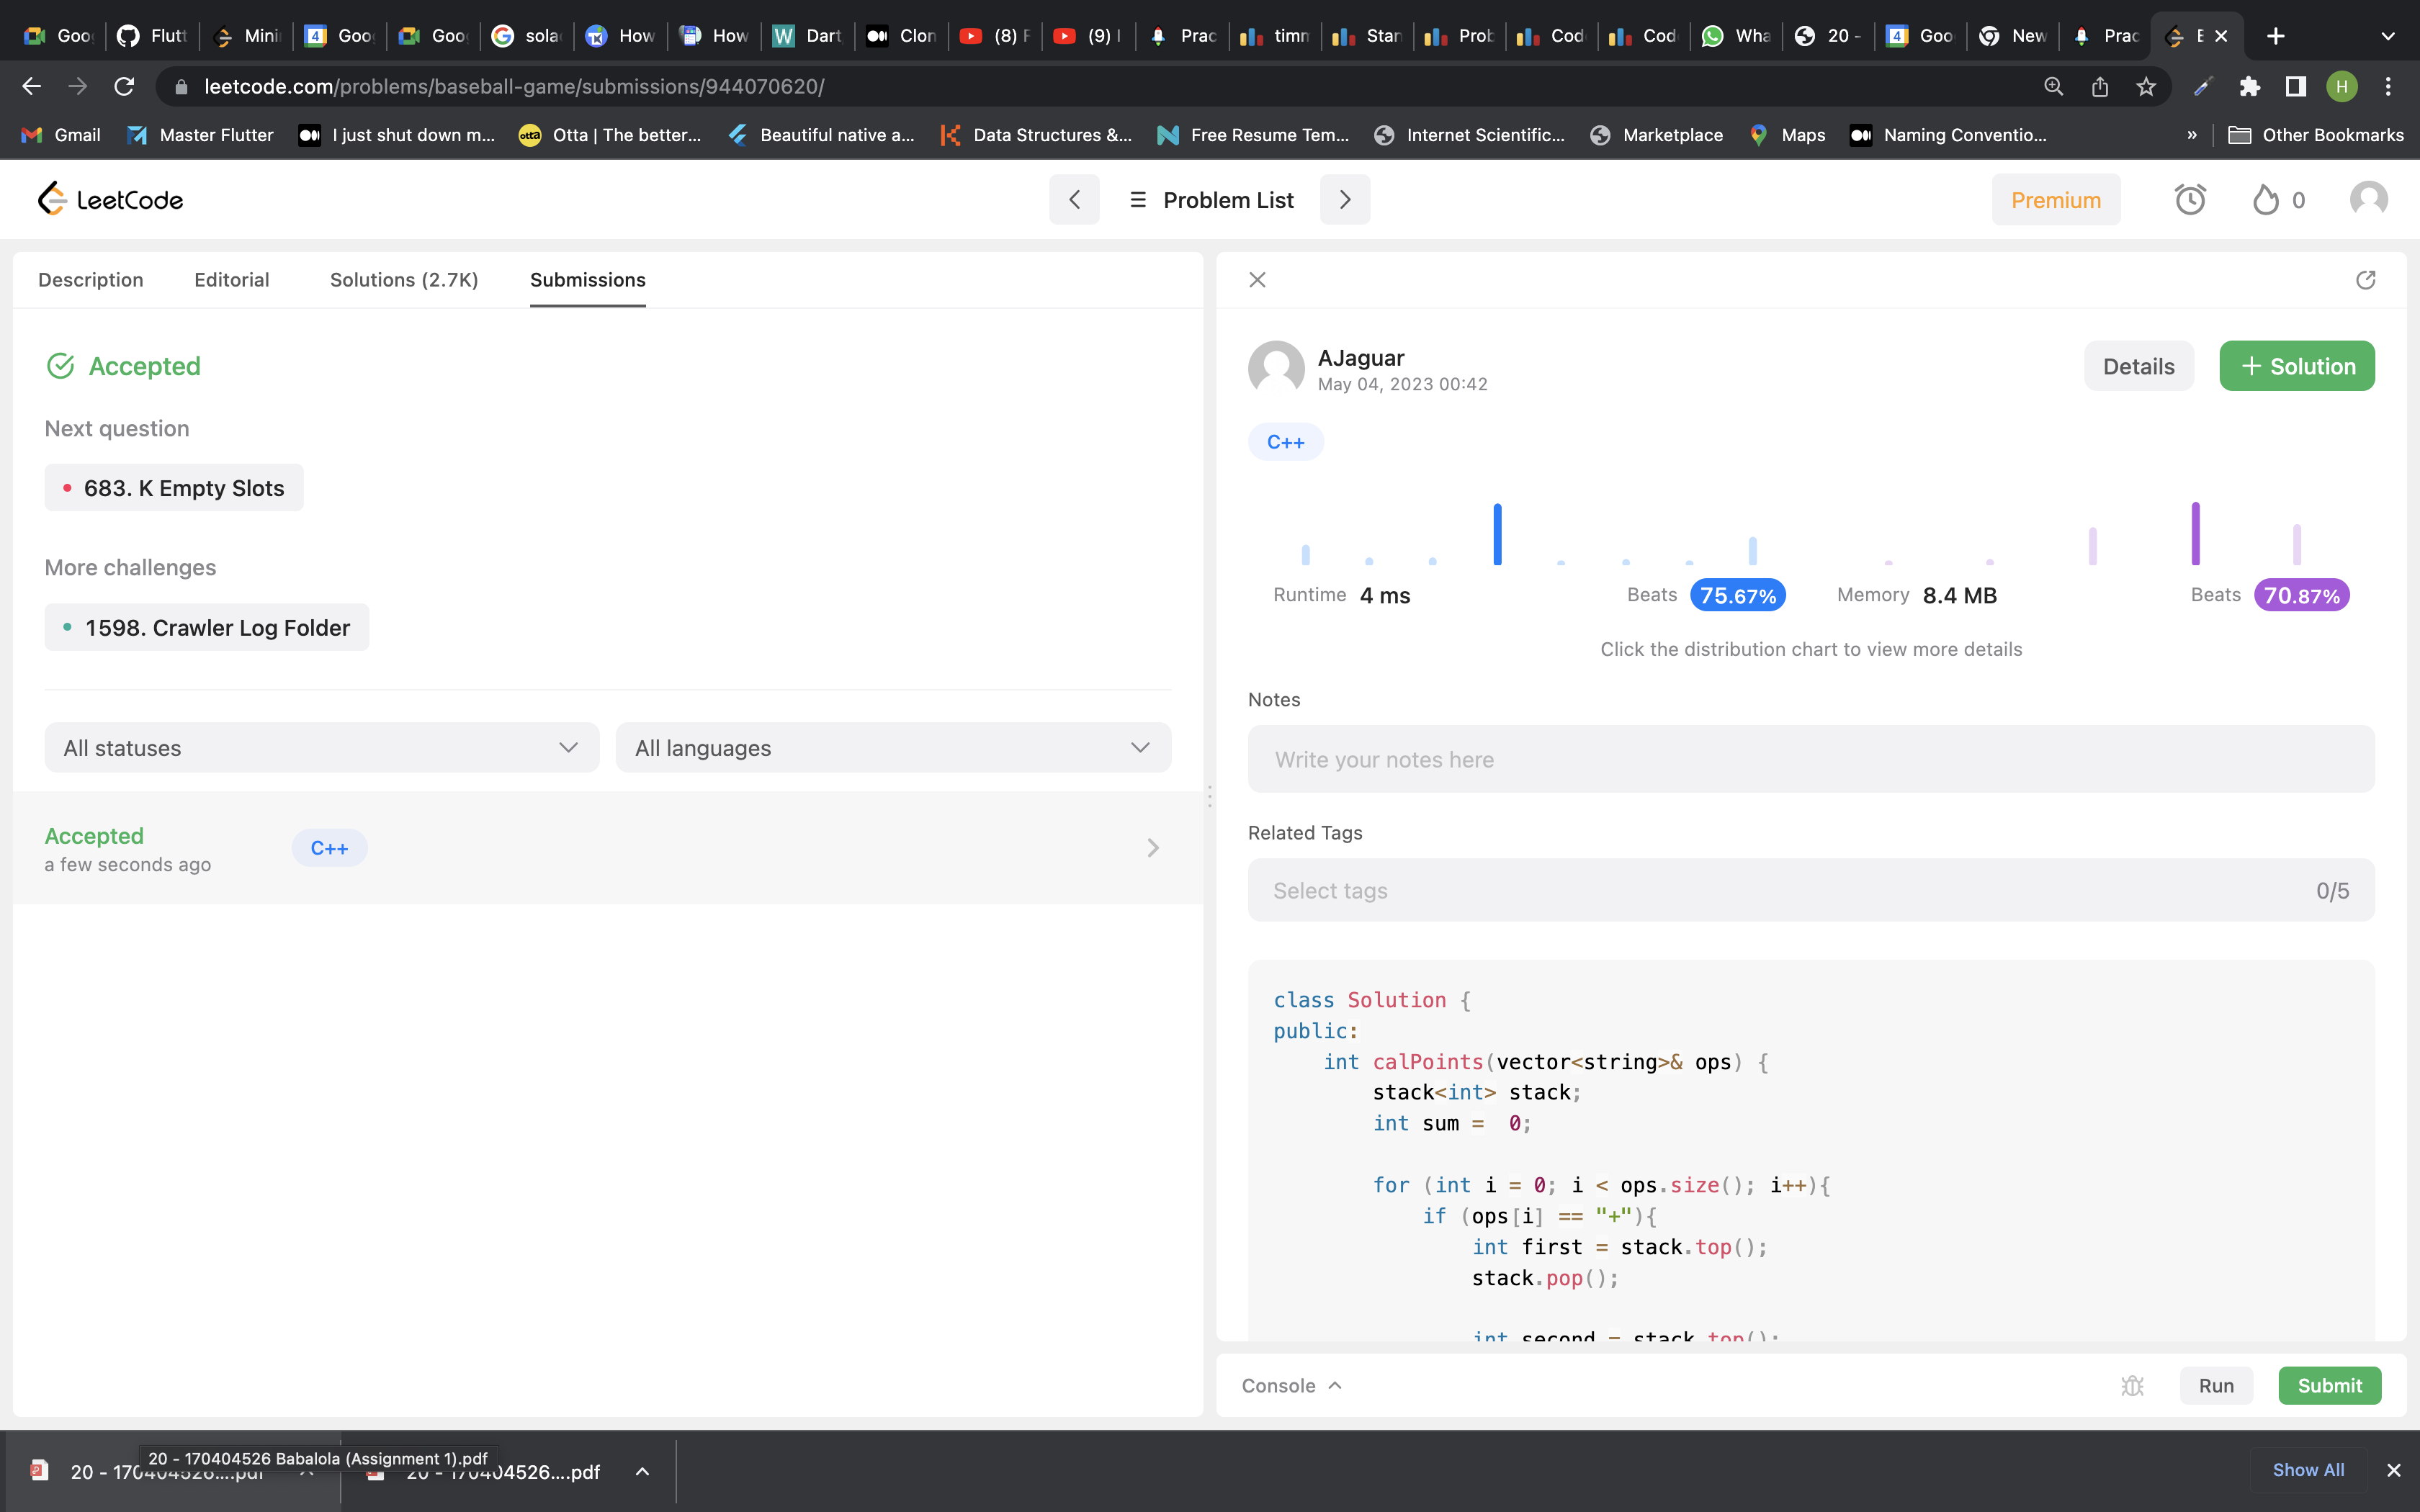 Goo Flutt Mini Goo Goo sola How How Dart Clon (8) F (9) I Prac timm Stan Prob Cod Cod Wha 20 - Goo New Prac E
leetcode.com/problems/baseball-game/submissions/944070620/
H
Gmail Master Flutter I just shut down m... Otta | The better... Beautiful native a... Data Structures &... Free Resume Tem... Internet Scientific... Marketplace Maps Naming Conventio... » Other Bookmarks
LeetCode
Problem List
Premium
0
Description Editorial Solutions (2.7K) Submissions
Accepted
Next question
683. K Empty Slots
More challenges
1598. Crawler Log Folder
All statuses
All languages
Accepted
a few seconds ago
C++
AJaguar
May 04, 2023 00:42
Details
+ Solution
C++
Runtime 4 ms Beats 75.67% Memory 8.4 MB Beats 70.87%
Click the distribution chart to view more details
Notes
Write your notes here
Related Tags
Select tags 0/5
class Solution {
public:
int calPoints(vector<string>& ops) {
stack<int> stack;
int sum =  0;
for (int i = 0; i < ops.size(); i++){
if (ops[i] == "+"){
int first = stack.top();
stack.pop();
int second = stack.top();
Console
Run
Submit
20 - 170404526 Babalola (Assignment 1).pdf
20 - 170404526....pdf
20 - 170404526....pdf
Show All